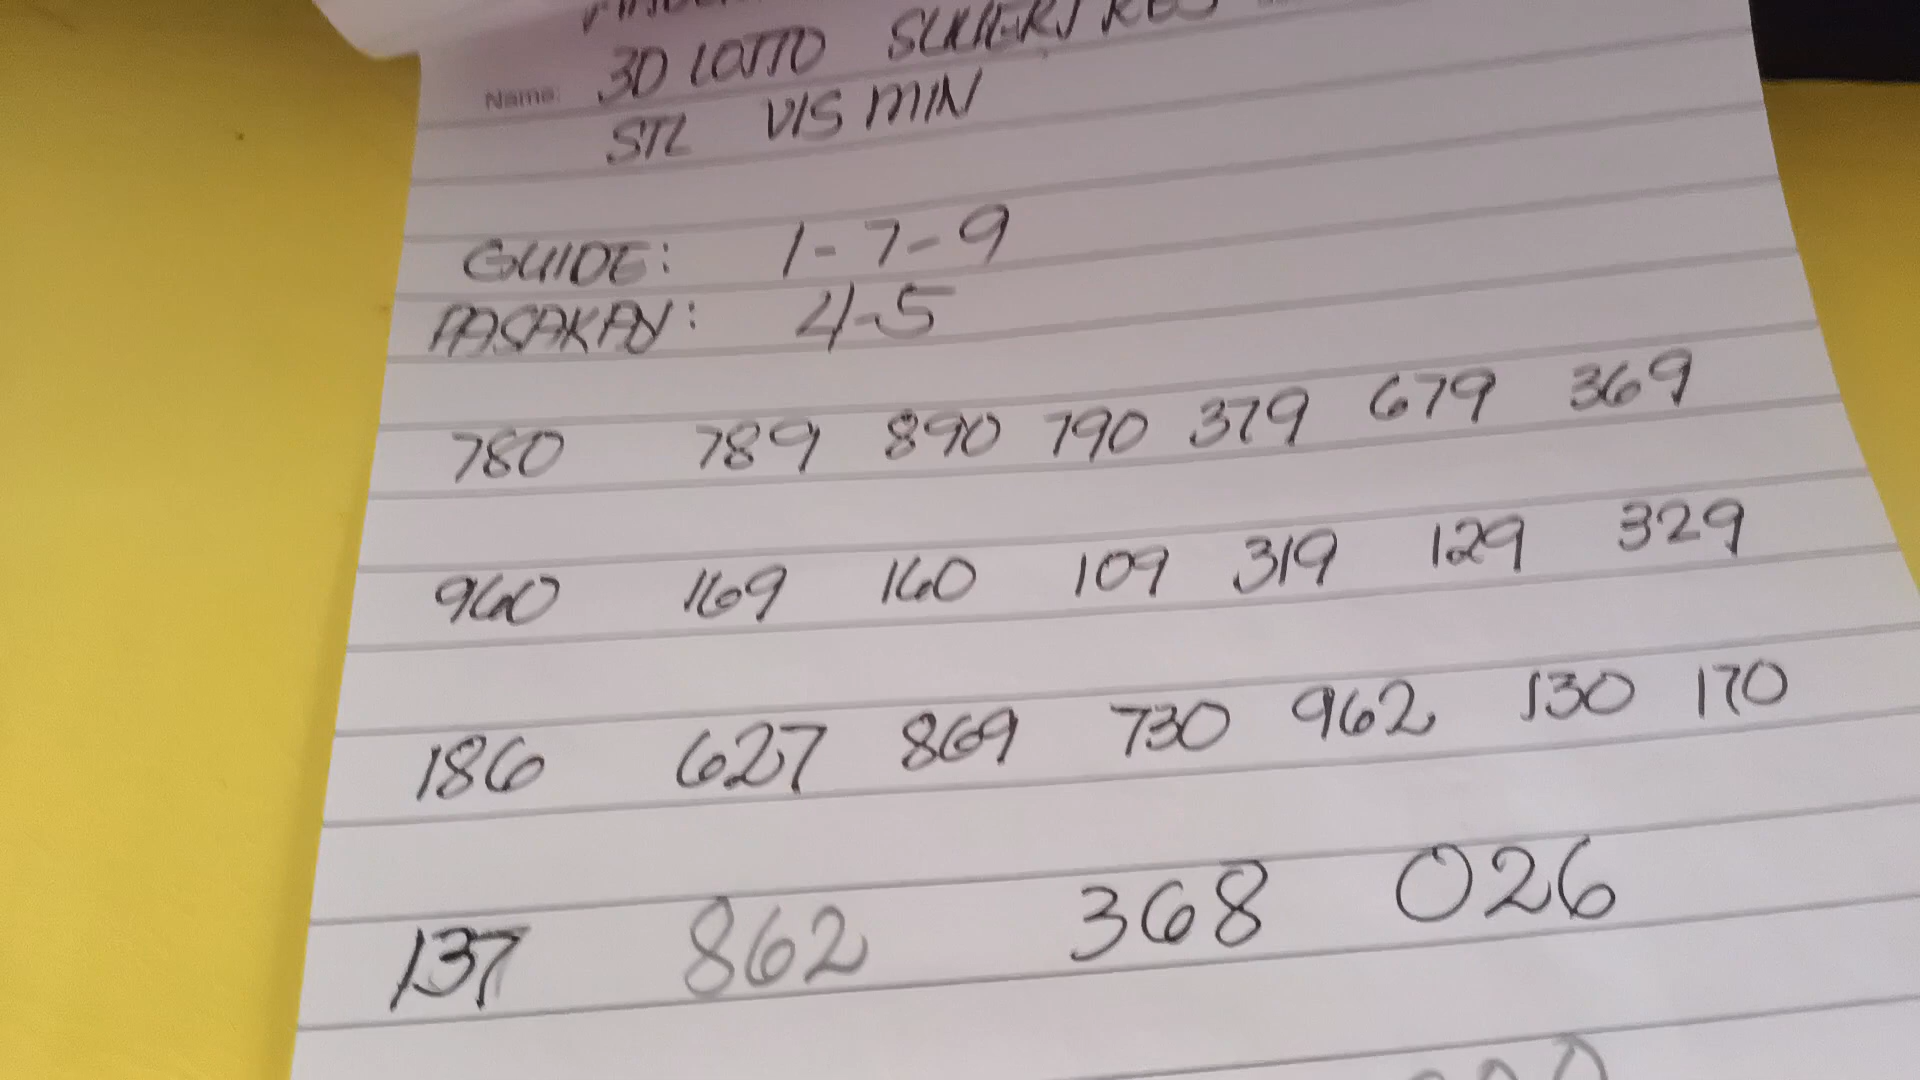 3D LOTTO SWERTRES
Name:
STL VIS MIN
GUIDE: 1-7-9
PASAKAY: 4-5
780 789 890 790 379 679 369
960 169 160 109 319 129 329
186 627 869 730 962 130 170
137 862 368 026